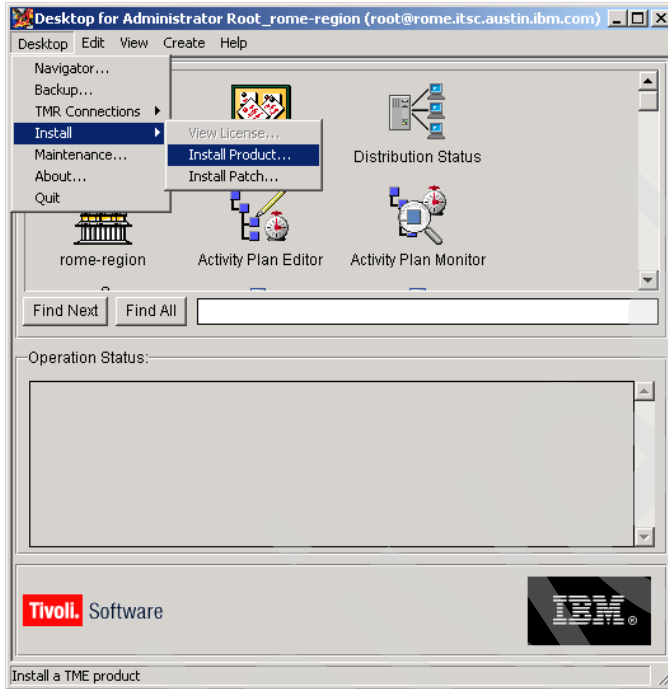 Desktop for Administrator Root_rome-region (root@rome.itsc.austin.ibm.com)
Desktop Edit View Create Help
Navigator...
Backup...
TMR Connections
Install
Maintenance...
About...
Quit
View License...
Install Product...
Install Patch...
Distribution Status
rome-region
Activity Plan Editor
Activity Plan Monitor
Find Next Find All
Operation Status:
Tivoli. Software
IBM®
Install a TME product